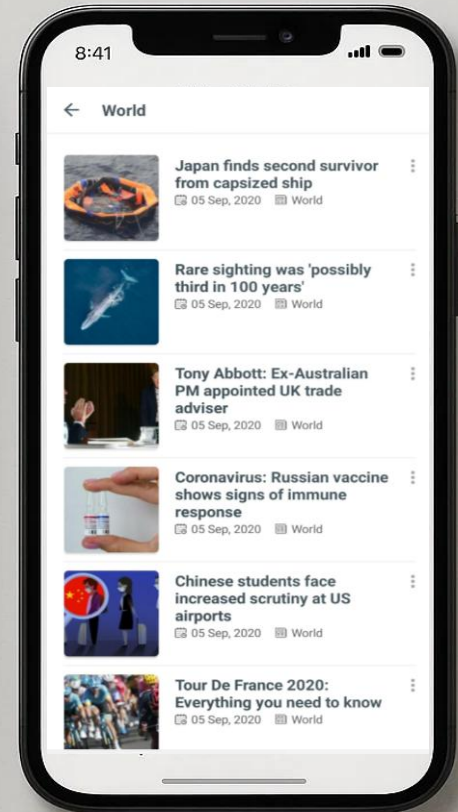 8:41
World
Japan finds second survivor
from capsized ship
05 Sep, 2020 World
Rare sighting was 'possibly
third in 100 years'
05 Sep, 2020 World
Tony Abbott: Ex-Australian
PM appointed UK trade
adviser
05 Sep, 2020 World
Coronavirus: Russian vaccine
shows signs of immune
response
05 Sep, 2020 World
Chinese students face
increased scrutiny at US
airports
05 Sep, 2020 World
Tour De France 2020:
Everything you need to know
05 Sep, 2020 World